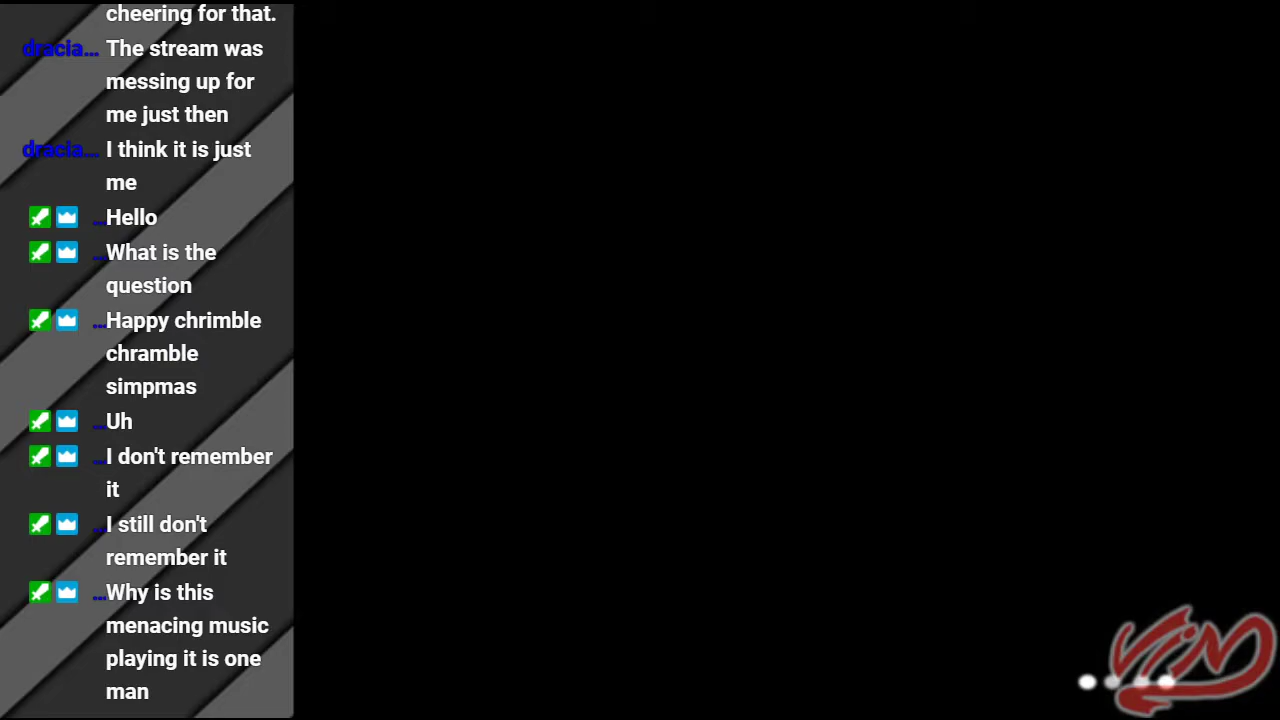 cheering for that.
dracia... The stream was
messing up for
me just then
dracia... I think it is just
me
...Hello
...What is the
question
...Happy chrimble
chramble
simpmas
...Uh
...I don't remember
it
...I still don't
remember it
...Why is this
menacing music
playing it is one
man